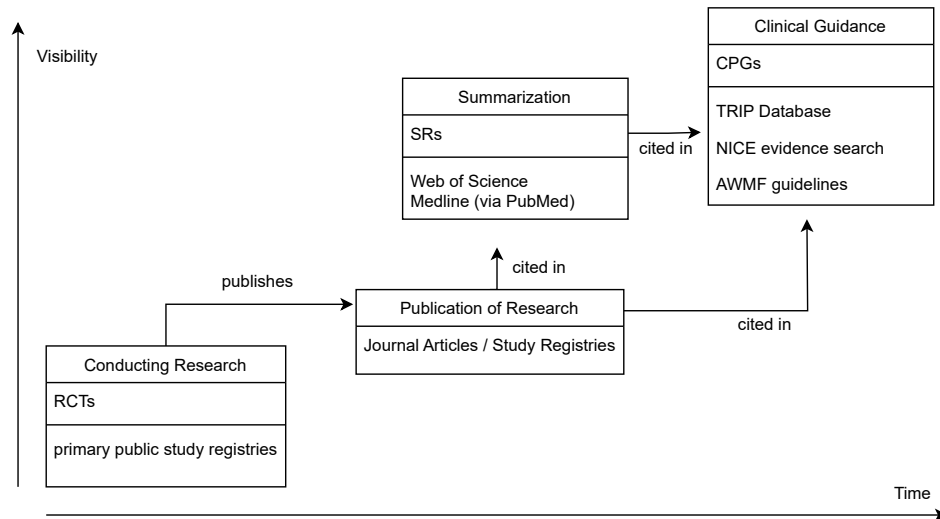 Visibility
Clinical Guidance
CPGs
TRIP Database
NICE evidence search
AWMF guidelines
Summarization
SRs
Web of Science
Medline (via PubMed)
cited in
cited in
publishes
Publication of Research
Journal Articles / Study Registries
cited in
Conducting Research
RCTs
primary public study registries
Time